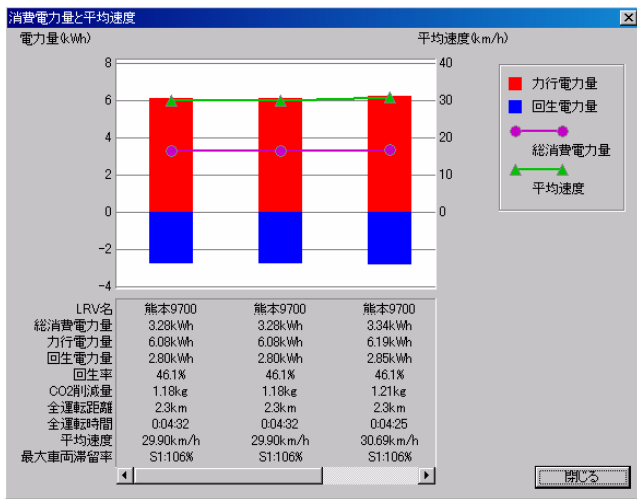 消費電力量と平均速度
電力量(kWh) 平均速度(km/h)
8 40
6 30
4 20
2 10
0 0
-2
-4
力行電力量
回生電力量
総消費電力量
平均速度
LRV名 熊本9700 熊本9700 熊本9700
総消費電力量 3.28kWh 3.28kWh 3.34kWh
力行電力量 6.08kWh 6.08kWh 6.19kWh
回生電力量 2.80kWh 2.80kWh 2.85kWh
回生率 46.1% 46.1% 46.1%
CO2削減量 1.18kg 1.18kg 1.21kg
全運転距離 2.3km 2.3km 2.3km
全運転時間 0:04:32 0:04:32 0:04:25
平均速度 29.90km/h 29.90km/h 30.69km/h
最大車両滞留率 S1:106% S1:106% S1:106%
閉じる